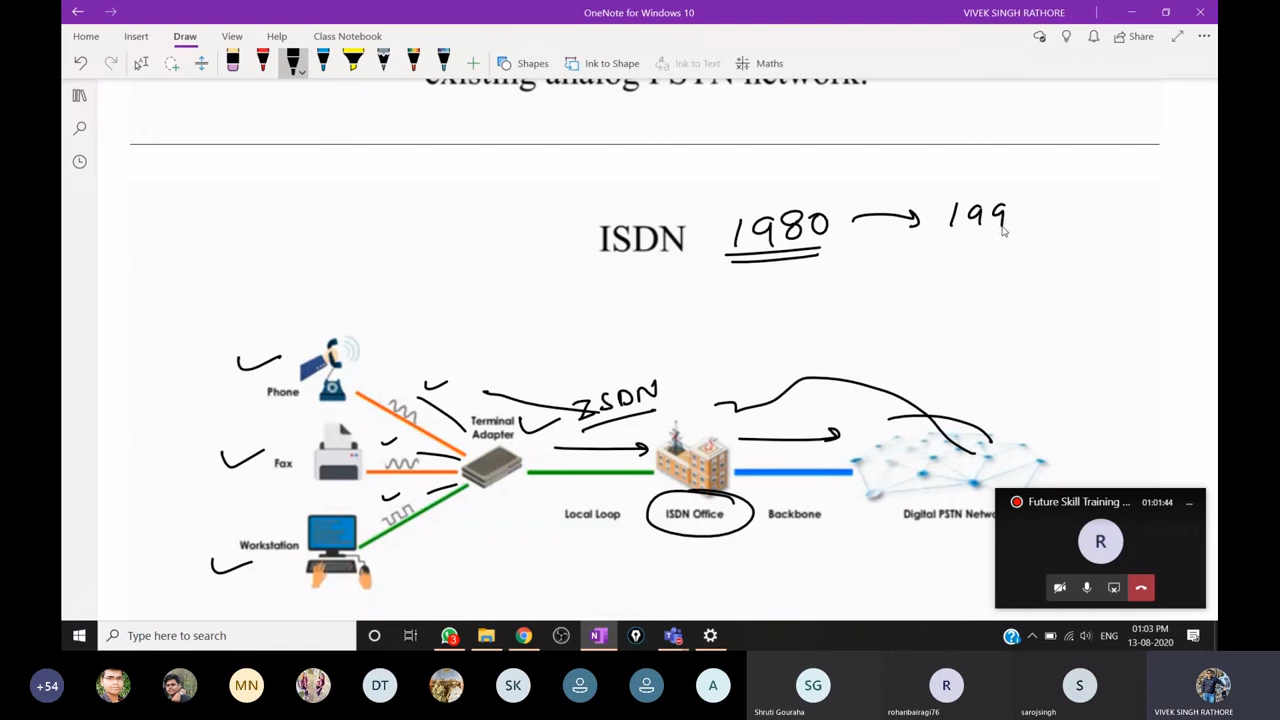 OneNote for Windows 10
VIVEK SINGH RATHORE
Home Insert Draw View Help Class Notebook
Share
Shapes Ink to Shape Ink to Text Maths
existing analog PSTN network.
ISDN 1980 → 199
Phone
Terminal
Adapter
ISDN
Fax
Local Loop
ISDN Office
Backbone
Digital PSTN Netwo
Workstation
Future Skill Training ...
01:01:44
R
Type here to search
3
ENG
01:03 PM
13-08-2020
+54 MN DT SK A
SG
Shruti Gouraha
R
rohanbairagi76
S
sarojsingh
VIVEK SINGH RATHORE